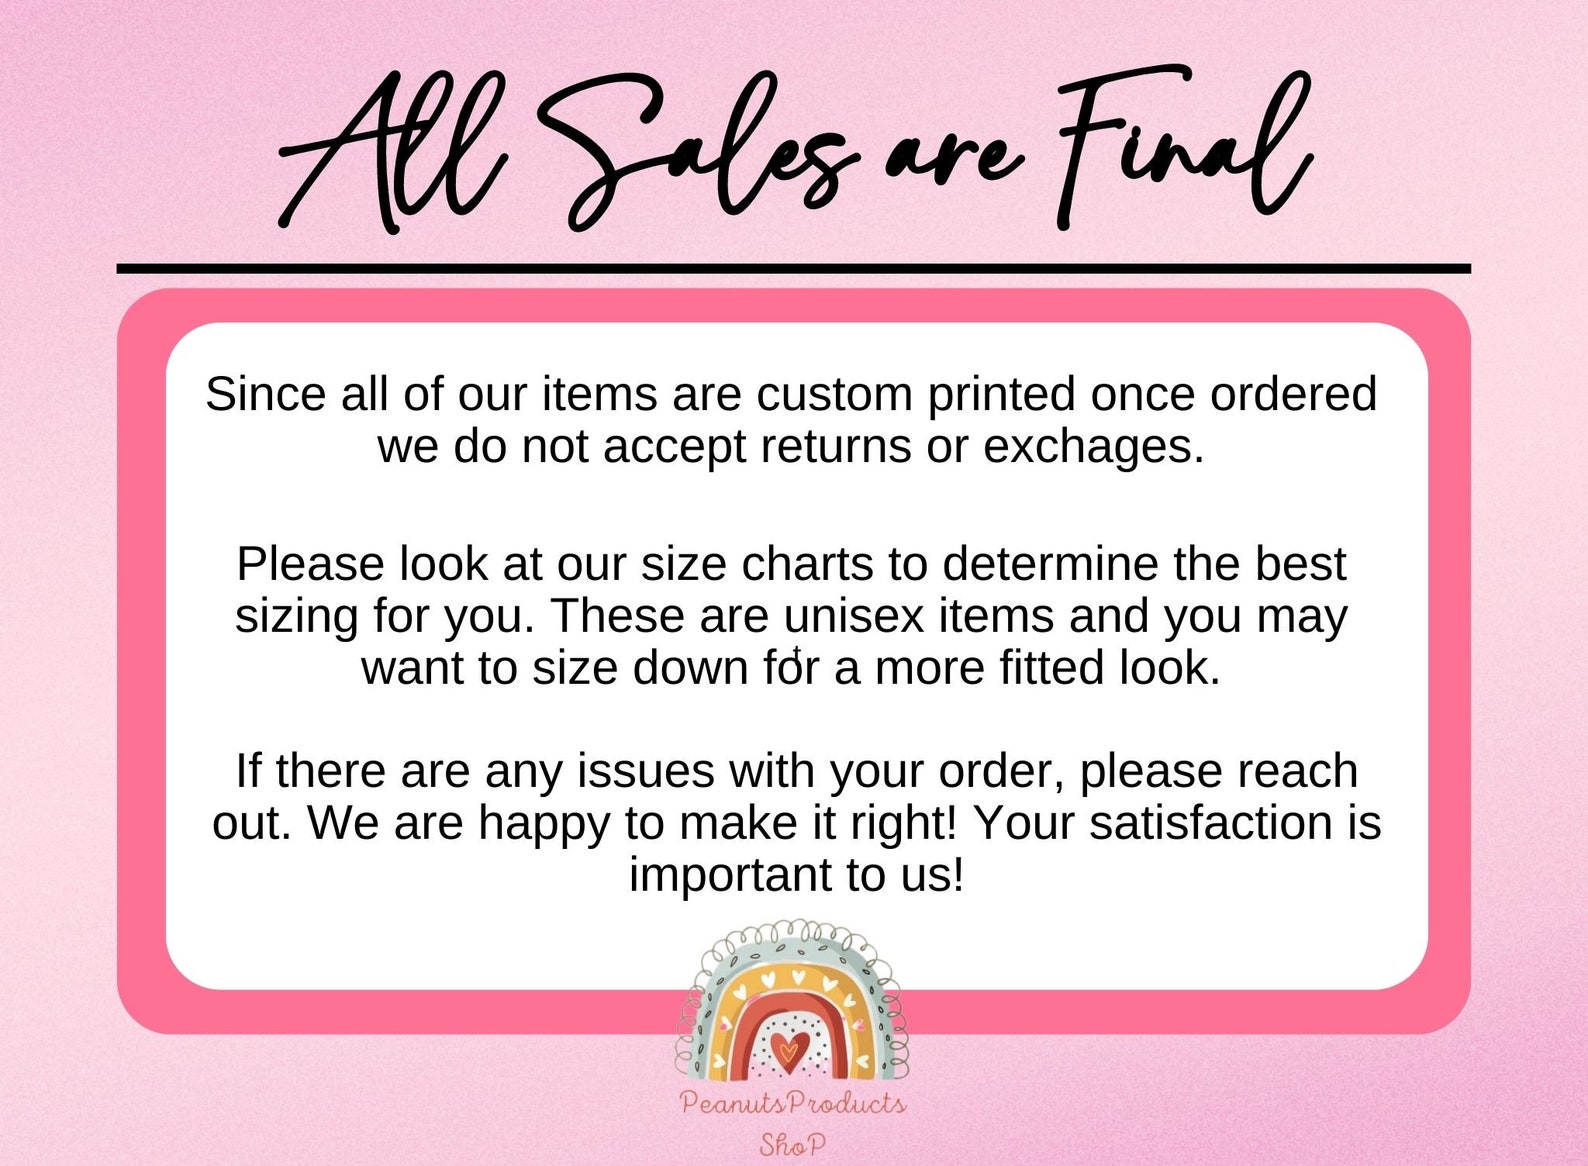 All Sales are Final
Since all of our items are custom printed once ordered
we do not accept returns or exchages.
Please look at our size charts to determine the best
sizing for you. These are unisex items and you may
t
want to size down for a more fitted look.
If there are any issues with your order, please reach
out. We are happy to make it right! Your satisfaction is
important to us!
PeanutsProducts
ShoP